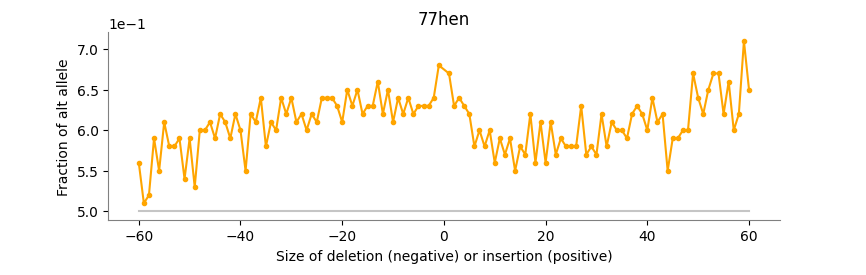 77hen
1e−1
Fraction of alt allele
7.0
6.5
6.0
5.5
5.0
−60 −40 −20 0 20 40 60
Size of deletion (negative) or insertion (positive)